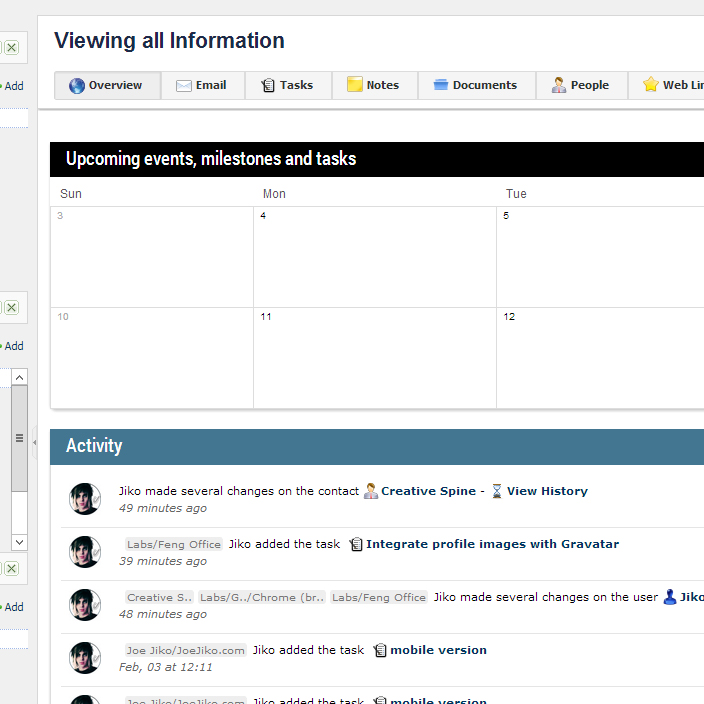 Viewing all Information
Add
Overview Email Tasks Notes Documents People Web
Upcoming events, milestones and tasks
Sun Mon Tue
3 4 5
10 11 12
Add
Activity
Jiko made several changes on the contact Creative Spine - View History
49 minutes ago
Labs/Feng Office Jiko added the task Integrate profile images with Gravatar
39 minutes ago
Creative S.. Labs/G../Chrome (br.. Labs/Feng Office Jiko made several changes on the user Jiko
48 minutes ago
Add
Joe Jiko/JoeJiko.com Jiko added the task mobile version
Feb, 03 at 12:11
Joe Jiko/JoeJiko.com Jiko added the task mobile version